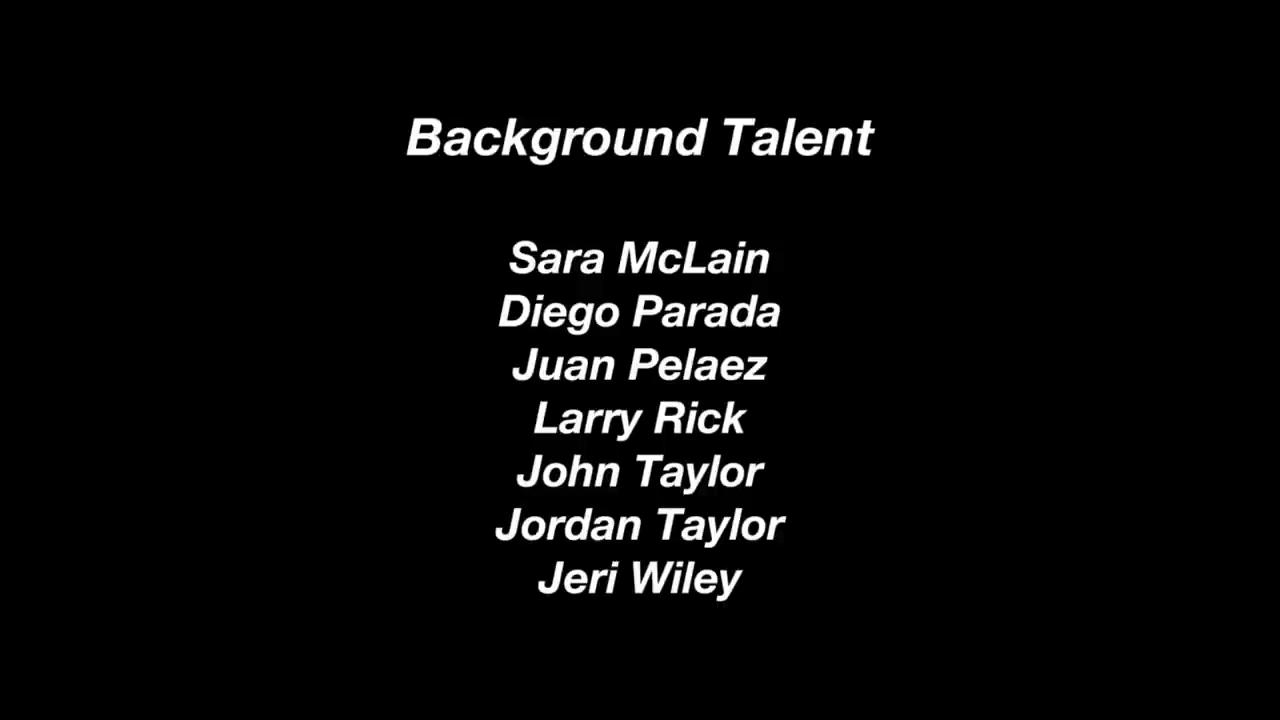 Background Talent
Sara McLain
Diego Parada
Juan Pelaez
Larry Rick
John Taylor
Jordan Taylor
Jeri Wiley